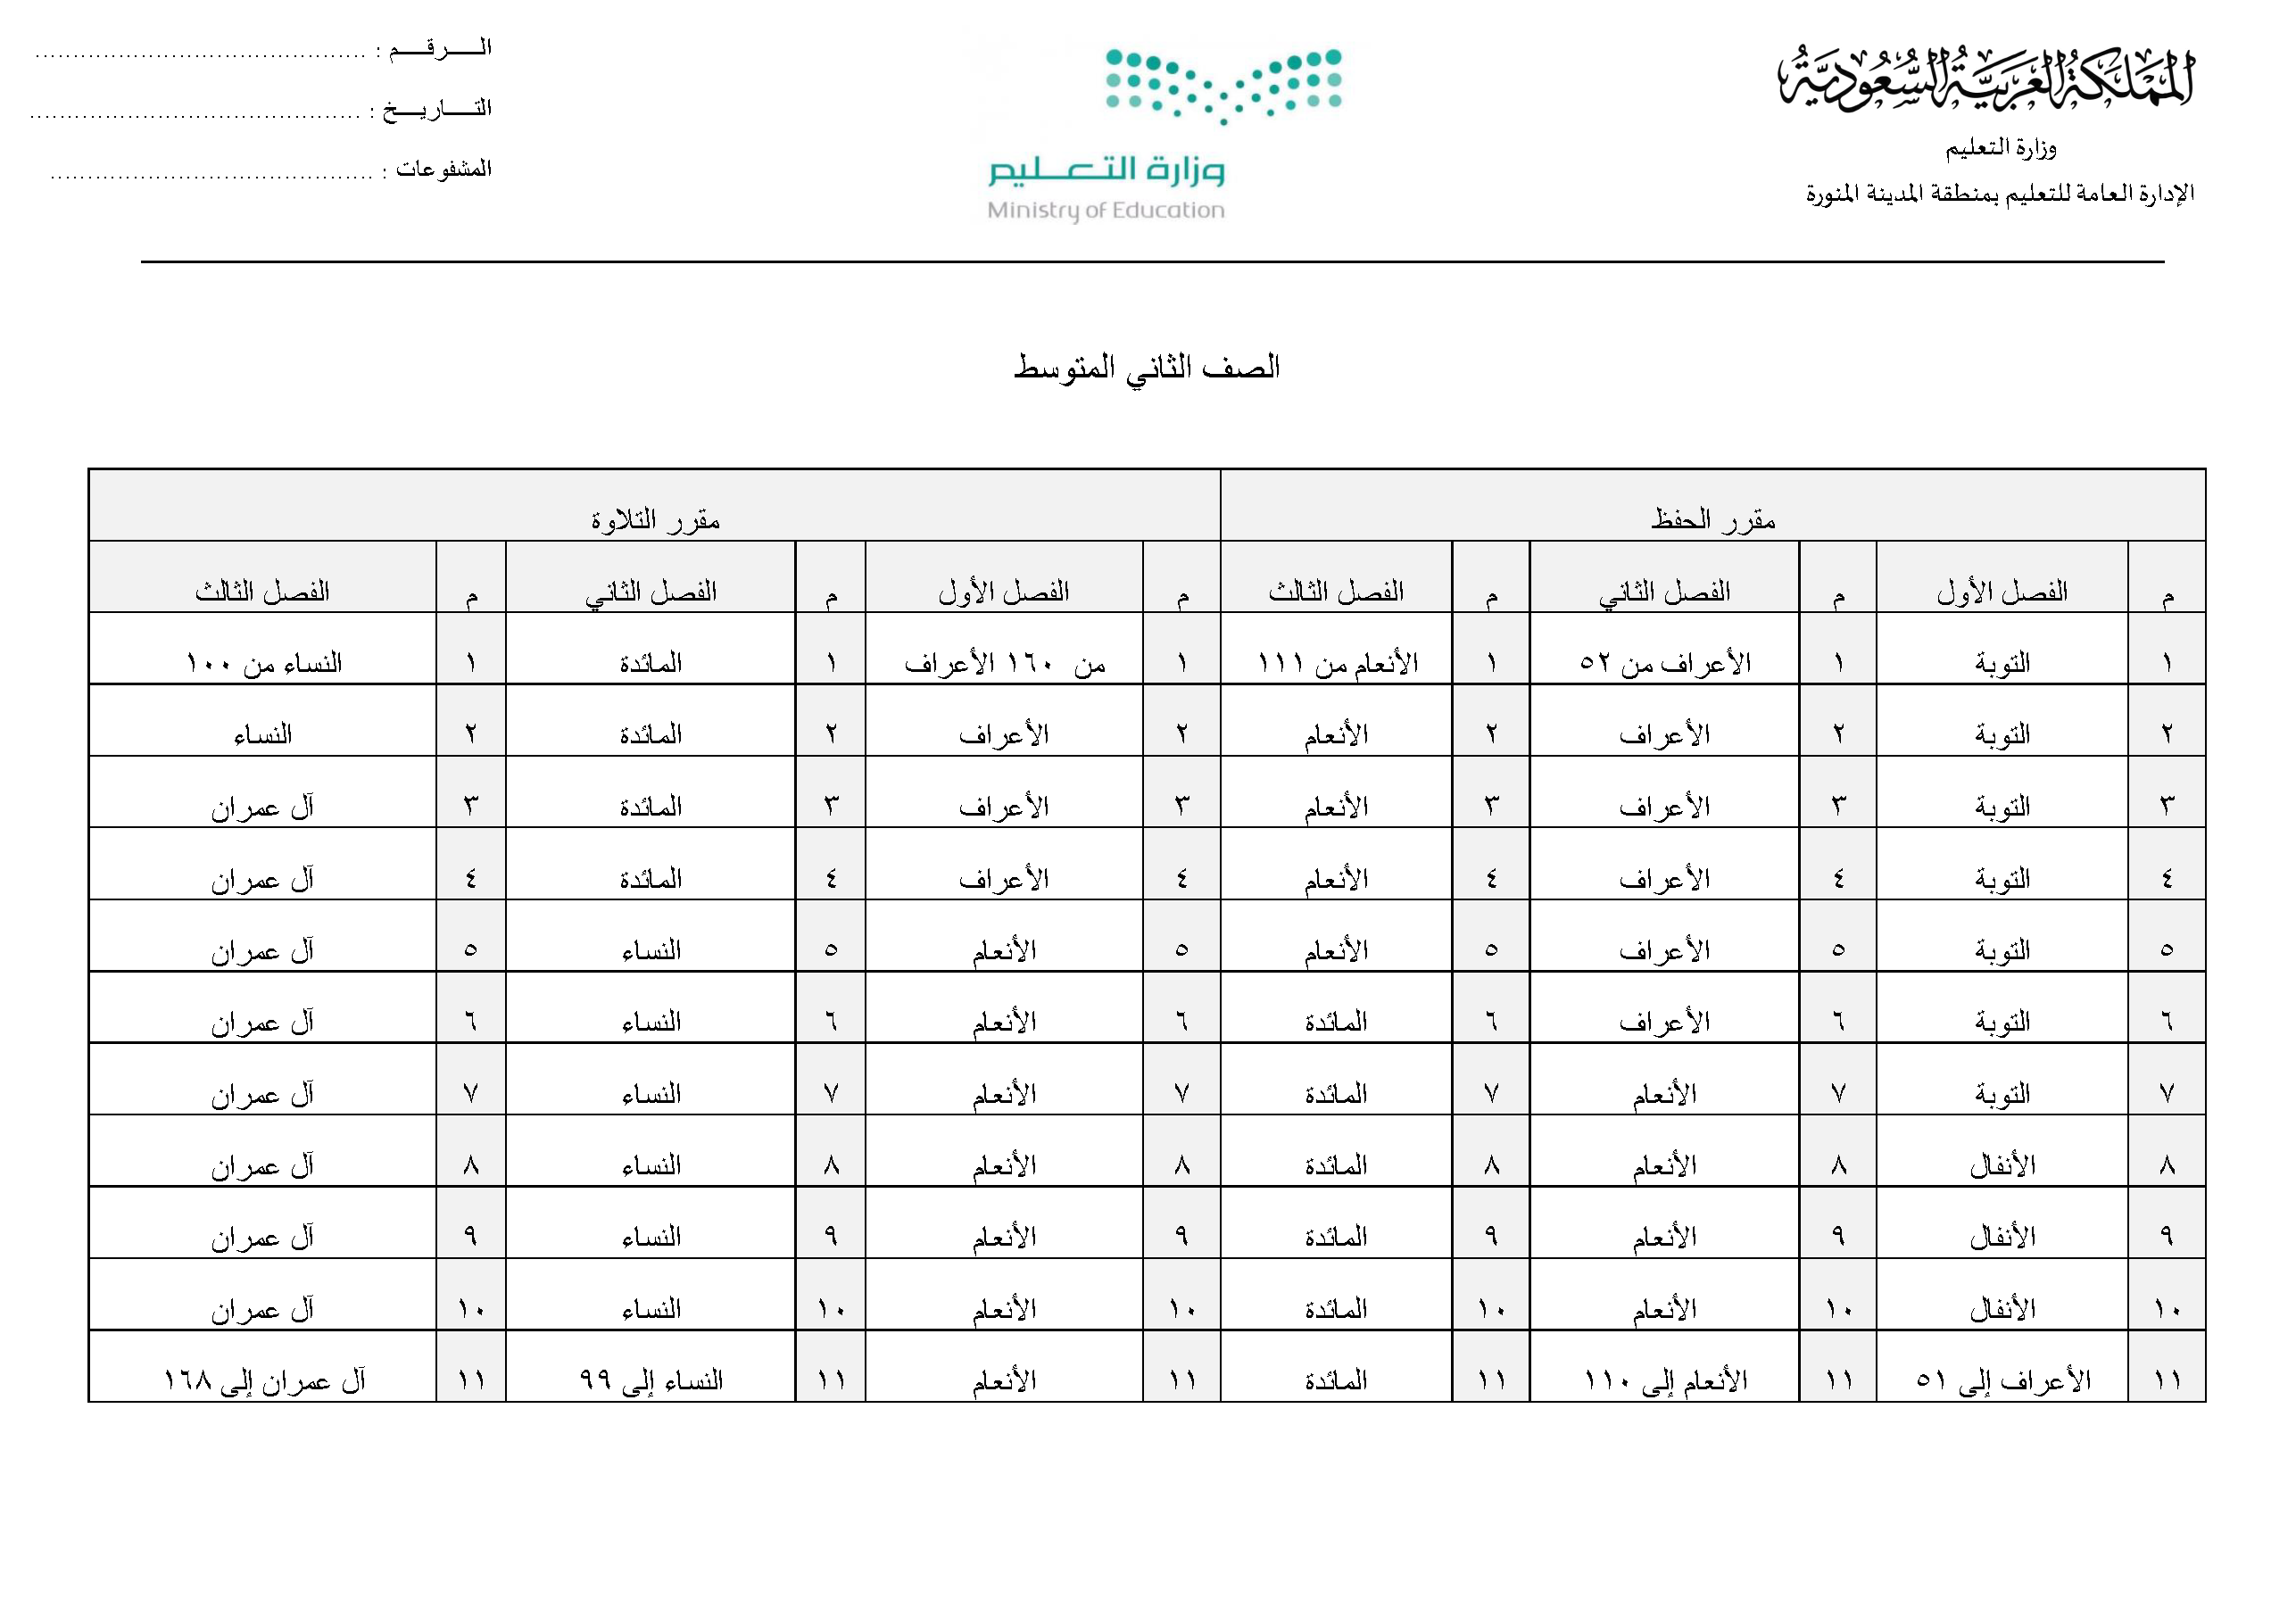 المملكة العربية السعودية
وزارة التعليم
الإدارة العامة للتعليم بمنطقة المدينة المنورة
وزارة التعـــليم
Ministry of Education
الـــــرقـــــم : ............................................
التـــــاريـــــخ : ............................................
المشفوعات : ...........................................
الصف الثاني المتوسط
مقرر الحفظ مقرر التلاوة
م الفصل الأول م الفصل الثاني م الفصل الثالث م الفصل الأول م الفصل الثاني م الفصل الثالث
١ التوبة ١ الأعراف من ٥٢ ١ الأنعام من ١١١ ١ من ١٦٠ الأعراف ١ المائدة ١ النساء من ١٠٠
٢ التوبة ٢ الأعراف ٢ الأنعام ٢ الأعراف ٢ المائدة ٢ النساء
٣ التوبة ٣ الأعراف ٣ الأنعام ٣ الأعراف ٣ المائدة ٣ آل عمران
٤ التوبة ٤ الأعراف ٤ الأنعام ٤ الأعراف ٤ المائدة ٤ آل عمران
٥ التوبة ٥ الأعراف ٥ الأنعام ٥ الأنعام ٥ النساء ٥ آل عمران
٦ التوبة ٦ الأعراف ٦ المائدة ٦ الأنعام ٦ النساء ٦ آل عمران
٧ التوبة ٧ الأنعام ٧ المائدة ٧ الأنعام ٧ النساء ٧ آل عمران
٨ الأنفال ٨ الأنعام ٨ المائدة ٨ الأنعام ٨ النساء ٨ آل عمران
٩ الأنفال ٩ الأنعام ٩ المائدة ٩ الأنعام ٩ النساء ٩ آل عمران
١٠ الأنفال ١٠ الأنعام ١٠ المائدة ١٠ الأنعام ١٠ النساء ١٠ آل عمران
١١ الأعراف إلى ٥١ ١١ الأنعام إلى ١١٠ ١١ المائدة ١١ الأنعام ١١ النساء إلى ٩٩ ١١ آل عمران إلى ١٦٨